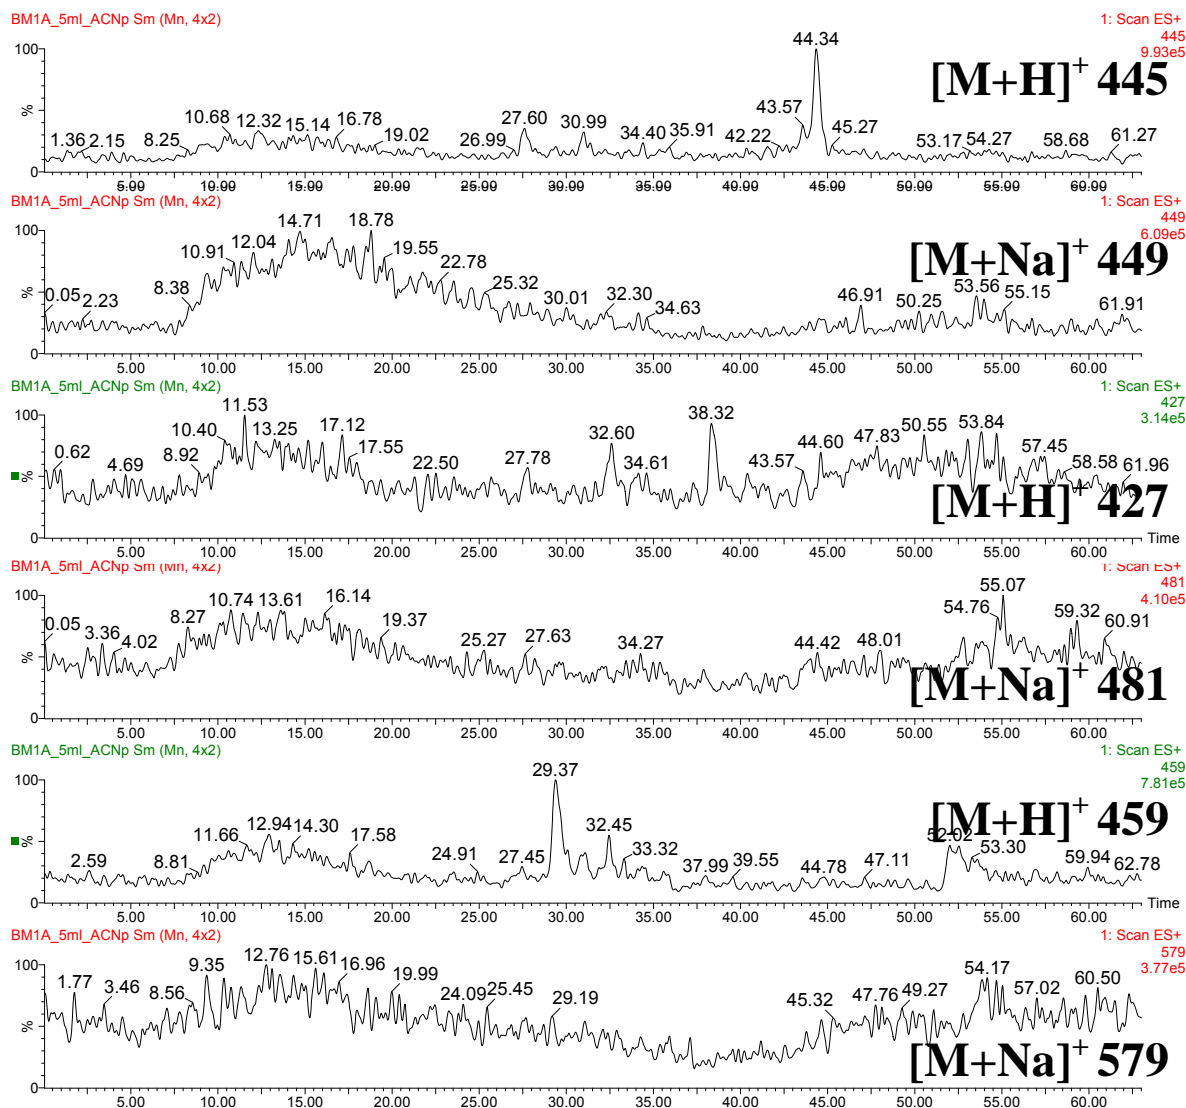 BM1A_5ml_ACNp Sm (Mn, 4x2) 1: Scan ES+
445
9.93e5
[M+H]+ 445
100
%
0
1.36 2.15 8.25 10.68 12.32 15.14 16.78 19.02 26.99 27.60 30.99 34.40 35.91 42.22 43.57 44.34 45.27 53.17 54.27 58.68 61.27
5.00 10.00 15.00 20.00 25.00 30.00 35.00 40.00 45.00 50.00 55.00 60.00
BM1A_5ml_ACNp Sm (Mn, 4x2) 1: Scan ES+
449
6.09e5
[M+Na]+ 449
100
%
0
0.05 2.23 8.38 10.91 12.04 14.71 18.78 19.55 22.78 25.32 30.01 32.30 34.63 46.91 50.25 53.56 55.15 61.91
5.00 10.00 15.00 20.00 25.00 30.00 35.00 40.00 45.00 50.00 55.00 60.00
BM1A_5ml_ACNp Sm (Mn, 4x2) 1: Scan ES+
427
3.14e5
[M+H]+ 427
100
%
0
0.62 4.69 8.92 10.40 11.53 13.25 17.12 17.55 22.50 27.78 32.60 34.61 38.32 43.57 44.60 47.83 50.55 53.84 57.45 58.58 61.96
5.00 10.00 15.00 20.00 25.00 30.00 35.00 40.00 45.00 50.00 55.00 60.00 Time
BM1A_5ml_ACNp Sm (Mn, 4x2) 1: Scan ES+
481
4.10e5
[M+Na]+ 481
100
%
0
0.05 3.36 4.02 8.27 10.74 13.61 16.14 19.37 25.27 27.63 34.27 44.42 48.01 54.76 55.07 59.32 60.91
5.00 10.00 15.00 20.00 25.00 30.00 35.00 40.00 45.00 50.00 55.00 60.00
BM1A_5ml_ACNp Sm (Mn, 4x2) 1: Scan ES+
459
7.81e5
[M+H]+ 459
100
%
0
2.59 8.81 11.66 12.94 14.30 17.58 24.91 27.45 29.37 32.45 33.32 37.99 39.55 44.78 47.11 52.02 53.30 59.94 62.78
5.00 10.00 15.00 20.00 25.00 30.00 35.00 40.00 45.00 50.00 55.00 60.00 Time
BM1A_5ml_ACNp Sm (Mn, 4x2) 1: Scan ES+
579
3.77e5
[M+Na]+ 579
100
%
0
1.77 3.46 8.56 9.35 12.76 15.61 16.96 19.99 24.09 25.45 29.19 45.32 47.76 49.27 54.17 57.02 60.50
5.00 10.00 15.00 20.00 25.00 30.00 35.00 40.00 45.00 50.00 55.00 60.00